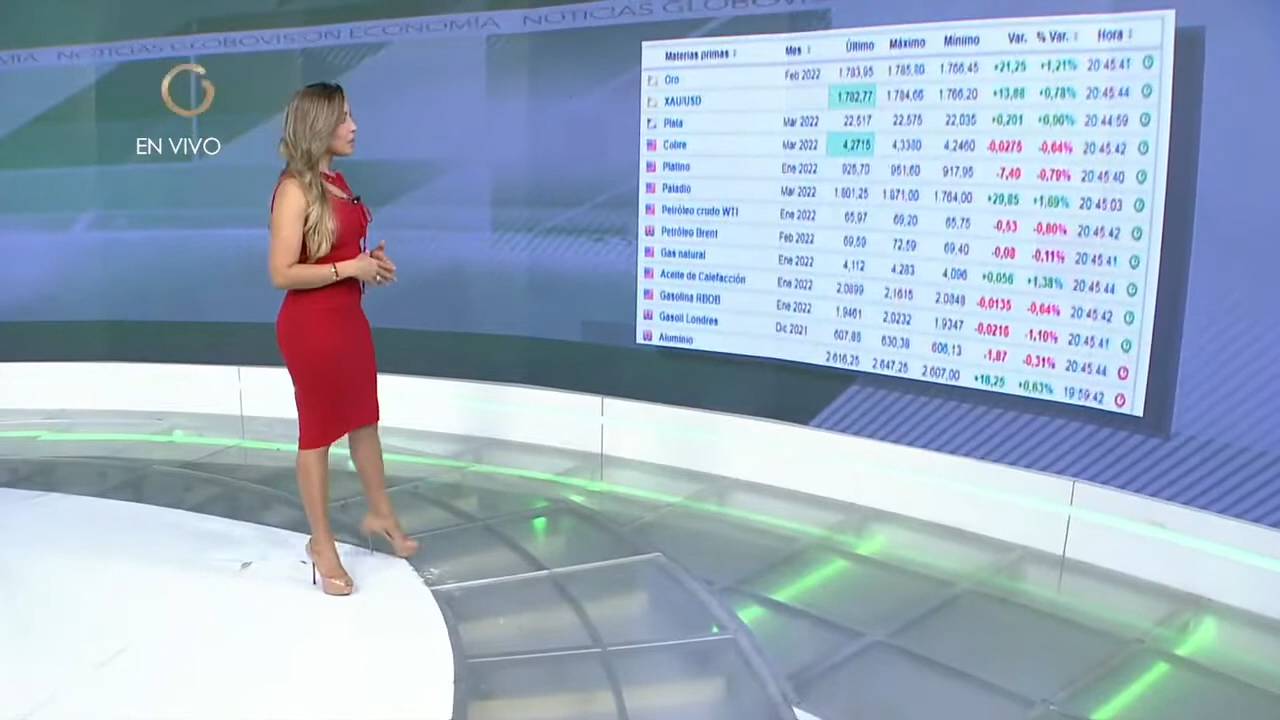 NOTICIAS GLOBOVISIÓN ECONOMÍA NOTICIAS GLOBOVISIÓN
EN VIVO
Materias primas Mes Último Máximo Mínimo Var. % Var. Hora
Oro Feb 2022 1.783,95 1.785,80 1.766,45 +21,25 +1,21% 20:45:41
XAU/USD 1.782,77 1.784,66 1.766,20 +13,88 +0,78% 20:45:44
Plata Mar 2022 22,517 22,575 22,035 +0,201 +0,90% 20:44:59
Cobre Mar 2022 4,2715 4,3380 4,2460 -0,0275 -0,64% 20:45:42
Platino Ene 2022 925,70 951,60 917,95 -7,40 -0,79% 20:45:40
Paladio Mar 2022 1.801,25 1.871,00 1.764,00 +29,85 +1,69% 20:45:03
Petróleo crudo WTI Ene 2022 65,97 69,20 65,75 -0,53 -0,80% 20:45:42
Petróleo Brent Feb 2022 69,59 72,59 69,40 -0,08 -0,11% 20:45:41
Gas natural Ene 2022 4,112 4,283 4,096 +0,056 +1,38% 20:45:44
Aceite de Calefacción Ene 2022 2,0899 2,1615 2,0848 -0,0135 -0,64% 20:45:42
Gasolina RBOB Ene 2022 1,9461 2,0232 1,9347 -0,0216 -1,10% 20:45:41
Gasoil Londres Dic 2021 607,85 630,38 606,13 -1,87 -0,31% 20:45:44
Aluminio 2.616,25 2.647,25 2.607,00 +16,25 +0,63% 19:59:42